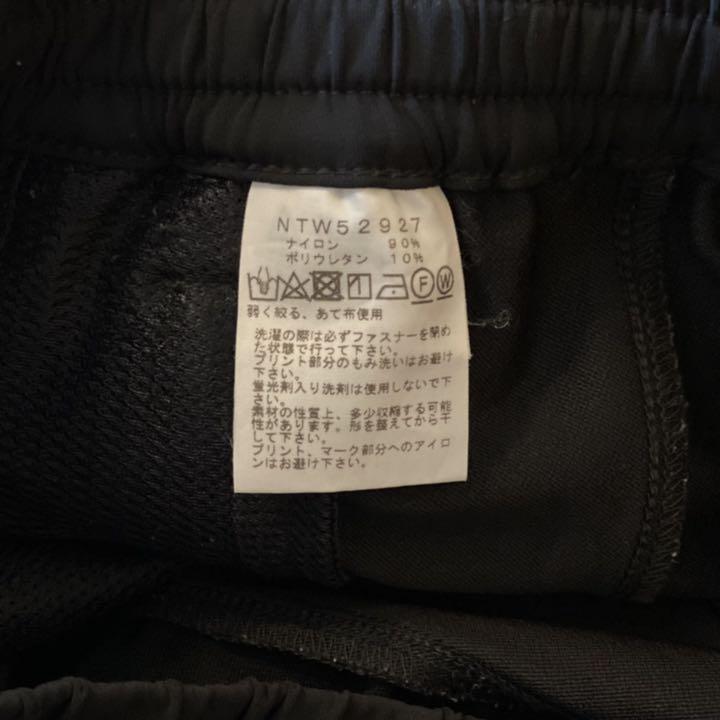 NTW52927
ナイロン 90%
ポリウレタン 10%
F W
弱く絞る、あて布使用
洗濯の際は必ずファスナーを閉め
た状態で行って下さい。
プリント部分のもみ洗いはお避け
下さい。
蛍光剤入り洗剤は使用しないで下
さい。
素材の性質上、多少収縮する可能
性があります。形を整えてから干
して下さい。
プリント、マーク部分へのアイロ
ンはお避け下さい。